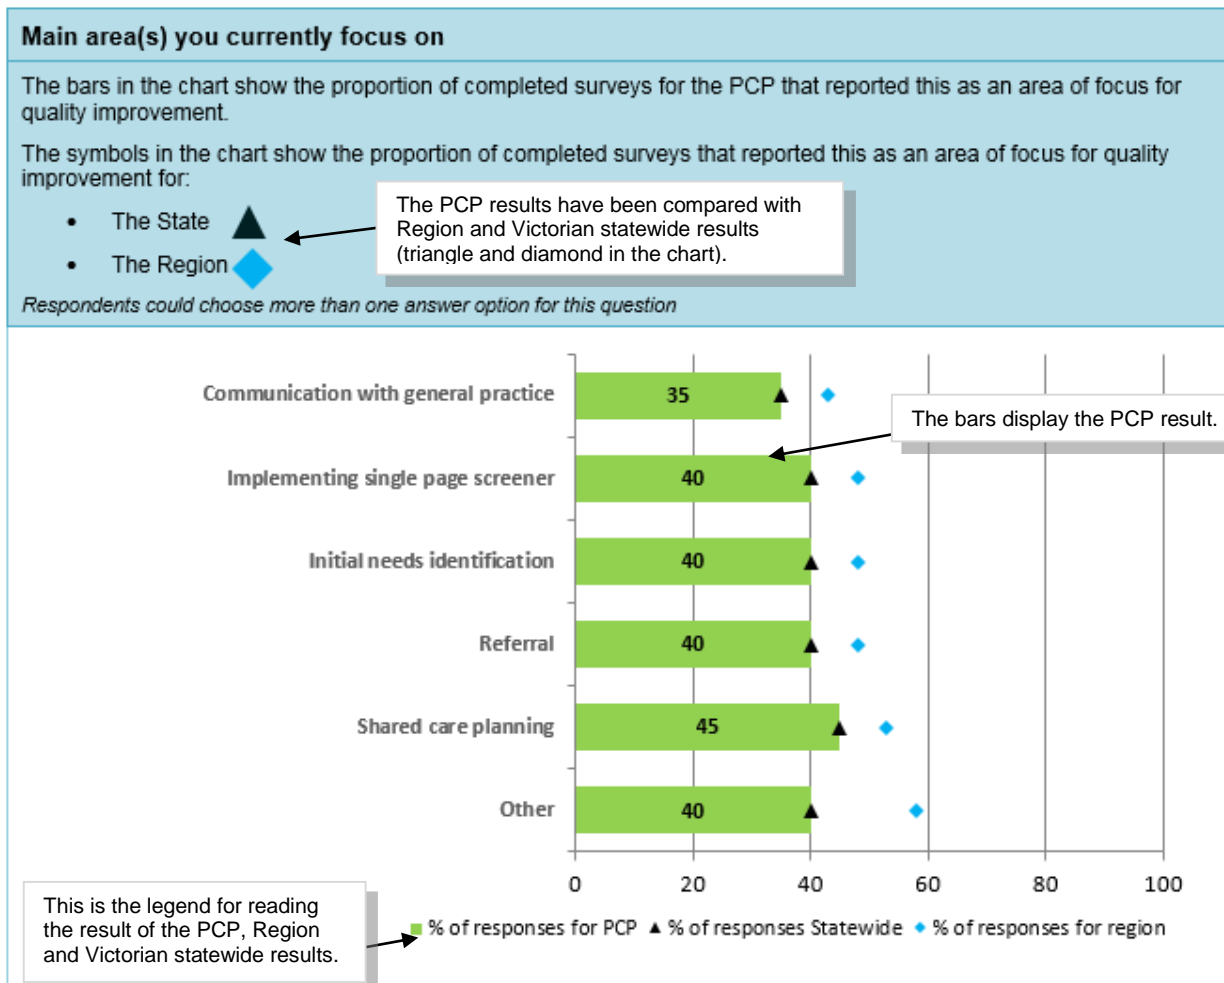 Main area(s) you currently focus on
The bars in the chart show the proportion of completed surveys for the PCP that reported this as an area of focus for
quality improvement.
The symbols in the chart show the proportion of completed surveys that reported this as an area of focus for quality
improvement for:
• The State
• The Region
The PCP results have been compared with
Region and Victorian statewide results
(triangle and diamond in the chart).
Respondents could choose more than one answer option for this question
Communication with general practice
35
The bars display the PCP result.
Implementing single page screener
40
Initial needs identification
40
Referral
40
Shared care planning
45
Other
40
0 20 40 60 80 100
This is the legend for reading
the result of the PCP, Region
and Victorian statewide results.
% of responses for PCP % of responses Statewide % of responses for region